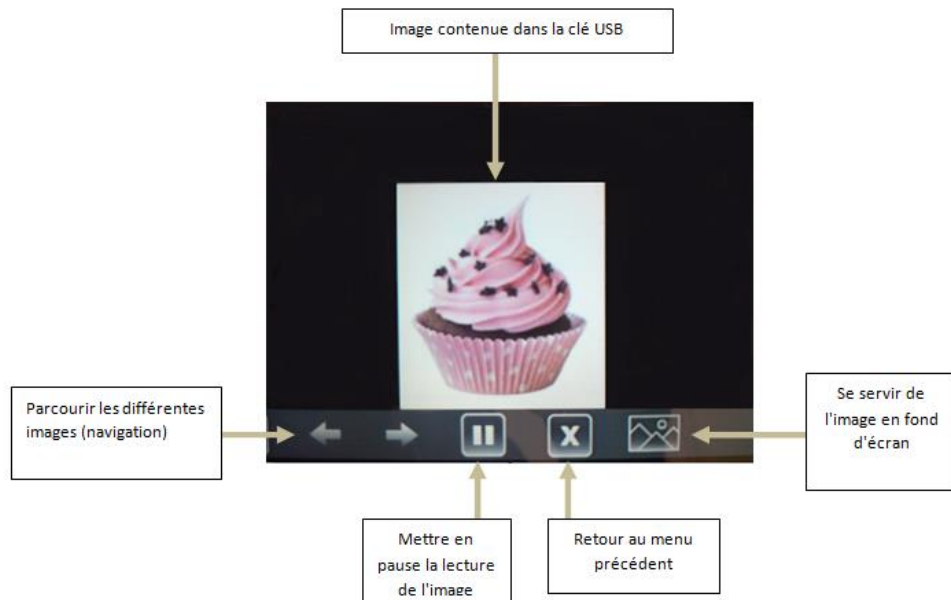 Image contenue dans la clé USB
Parcourir les différentes
images (navigation)
X
Se servir de
l'image en fond
d'écran
Mettre en
pause la lecture
de l'image
Retour au menu
précédent